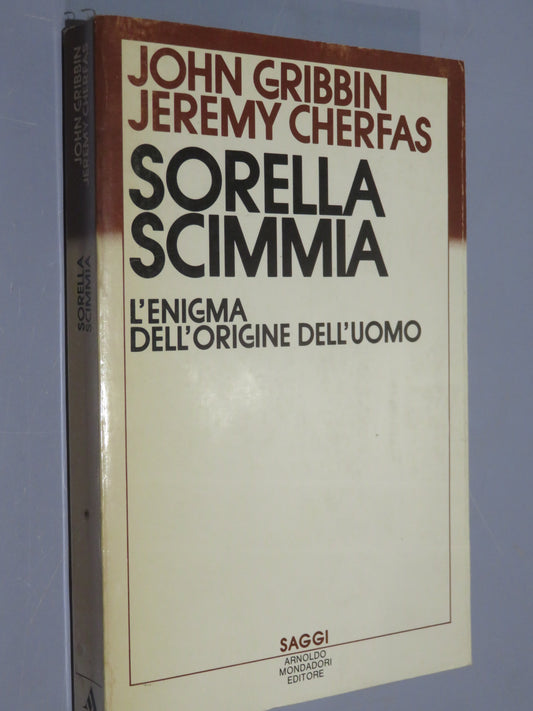 JOHN GRIBBIN
JEREMY CHERFAS
SORELLA
SCIMMIA
L'ENIGMA
DELL'ORIGINE DELL'UOMO
SAGGI
ARNOLDO
MONDADORI
EDITORE
JOHN GRIBBIN
JEREMY CHERFAS
SORELLA
SCIMMIA